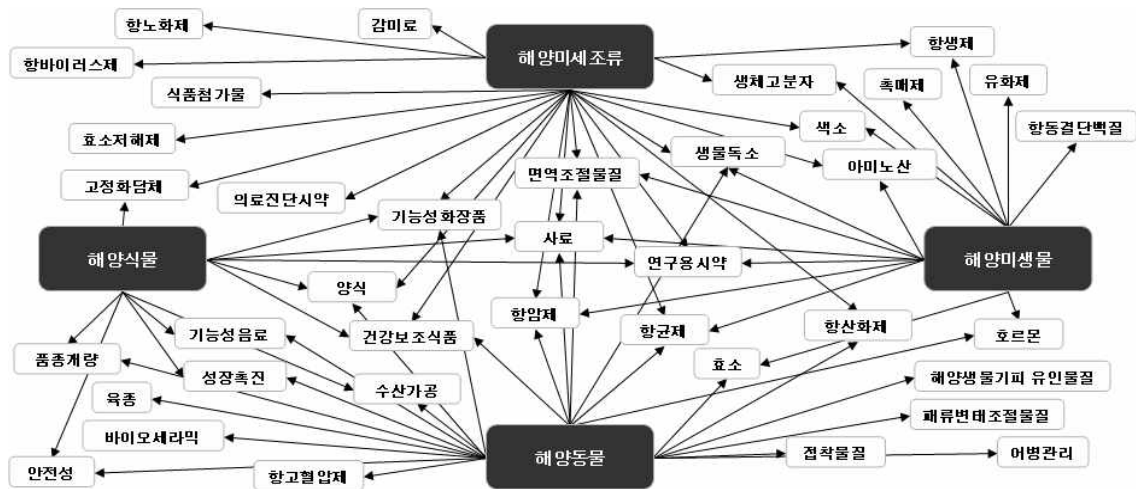 항노화제
감미료
해양미세조류
항생제
항바이러스제
생체고분자
촉매제
유화제
식품첨가물
색소
항동결단백질
효소저해제
생물독소
아미노산
고정화담체
의료진단시약
면역조절물질
기능성화장품
해양식물
사료
연구용시약
해양미생물
양식
항암제
항균제
항산화제
호르몬
기능성음료
건강보조식품
품종개량
효소
성장촉진
수산가공
해양생물기피 유인물질
육종
패류변태조절물질
바이오세라믹
해양동물
접착물질
어병관리
안전성
항고혈압제